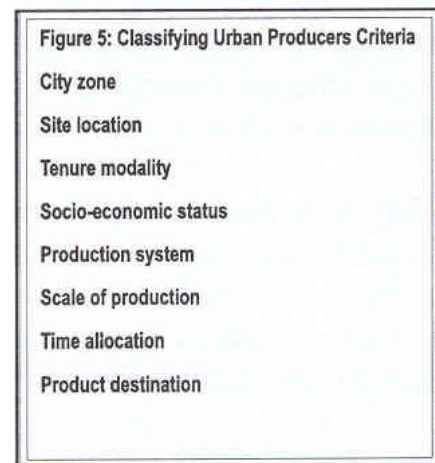 Figure 5: Classifying Urban Producers Criteria
City zone
Site location
Tenure modality
Socio-economic status
Production system
Scale of production
Time allocation
Product destination